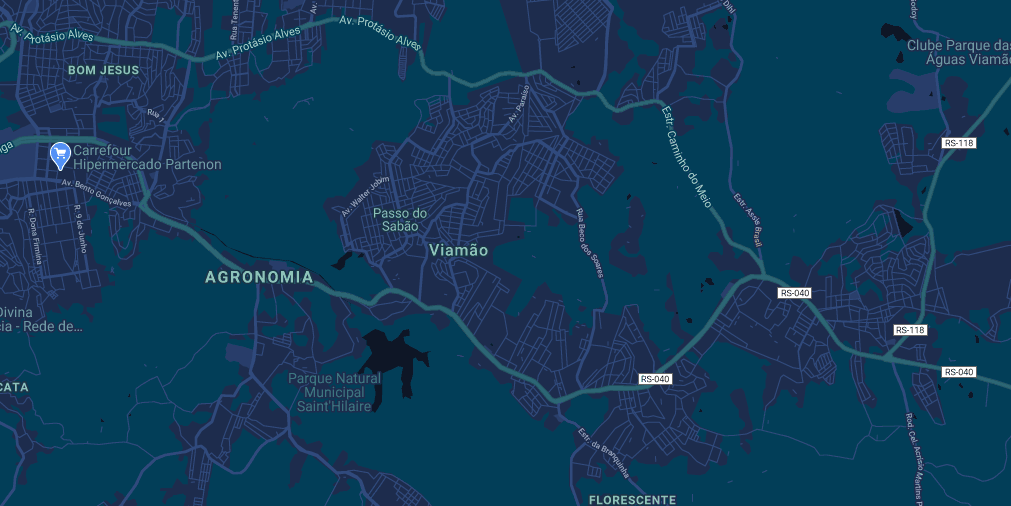 Av. Protásio Alves
Av. Protásio Alves
Av. Protásio Alves
BOM JESUS
Rua J
Clube Parque das
Águas Viamão
Av. Paraíso
Estr. Caminho do Meio
RS-118
Carrefour
Hipermercado Partenon
Av. Bento Gonçalves
Av. Walter Jobim
Estr. Assis Brasil
R. Dona Firmina
R. 9 de Junho
Passo do
Sabão
Rua Beco dos Soares
Viamão
AGRONOMIA
RS-040
Divina
cia - Rede de...
RS-118
Parque Natural
Municipal
Saint'Hilaire
RS-040
RS-040
CATA
Rod. Cel. Acrísio Martins P
Estr. da Branquinha
FLORESCENTE